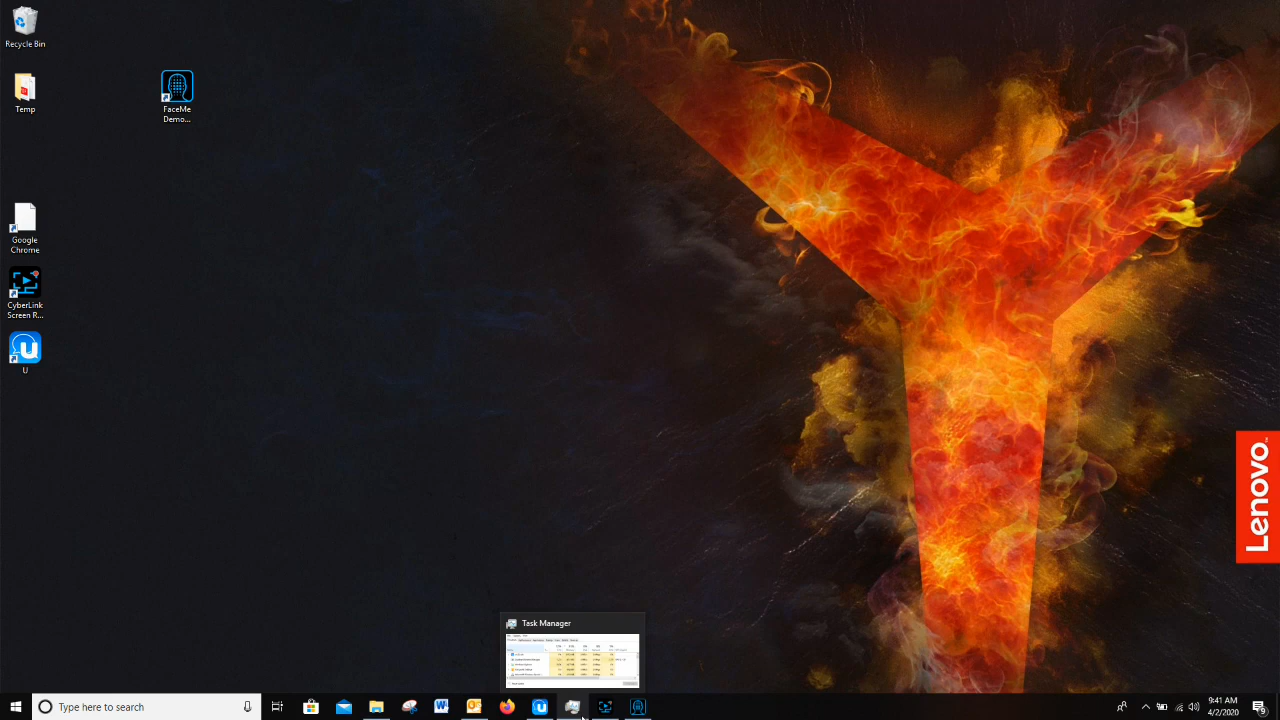 Recycle Bin
Temp
FaceMe
Demo...
Google
Chrome
CyberLink
Screen R...
U
Lenovo
Task Manager
Type here to search
9:41 AM
4/2/2020
9